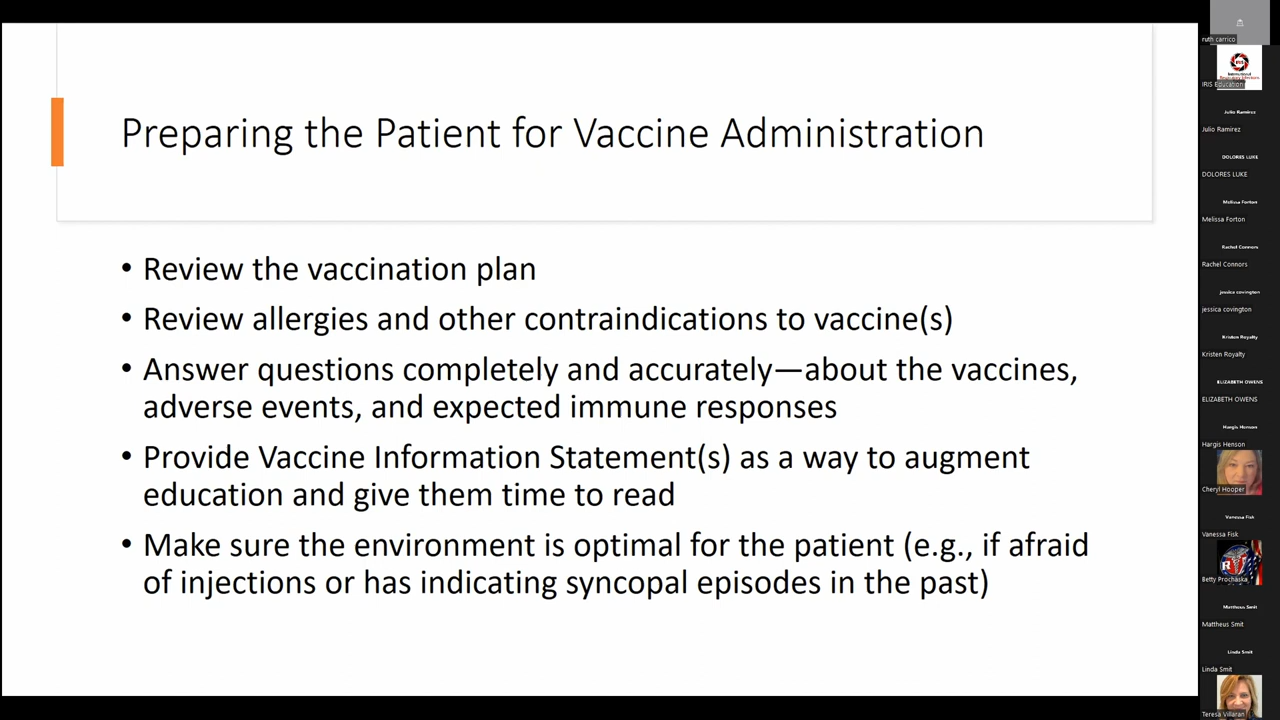 Preparing the Patient for Vaccine Administration
• Review the vaccination plan
• Review allergies and other contraindications to vaccine(s)
• Answer questions completely and accurately—about the vaccines,
adverse events, and expected immune responses
• Provide Vaccine Information Statement(s) as a way to augment
education and give them time to read
• Make sure the environment is optimal for the patient (e.g., if afraid
of injections or has indicating syncopal episodes in the past)
ruth carrico
IRIS
IRIS Education
Julio Ramirez
Julio Ramirez
DOLORES LUKE
DOLORES LUKE
Melissa Forton
Melissa Forton
Rachel Connors
Rachel Connors
jessica covington
jessica covington
Kristen Royalty
Kristen Royalty
ELIZABETH OWENS
ELIZABETH OWENS
Hargis Henson
Hargis Henson
Cheryl Hooper
Vanessa Fisk
Vanessa Fisk
Betty Prochaska
Mattheus Smit
Mattheus Smit
Linda Smit
Linda Smit
Teresa Villaran